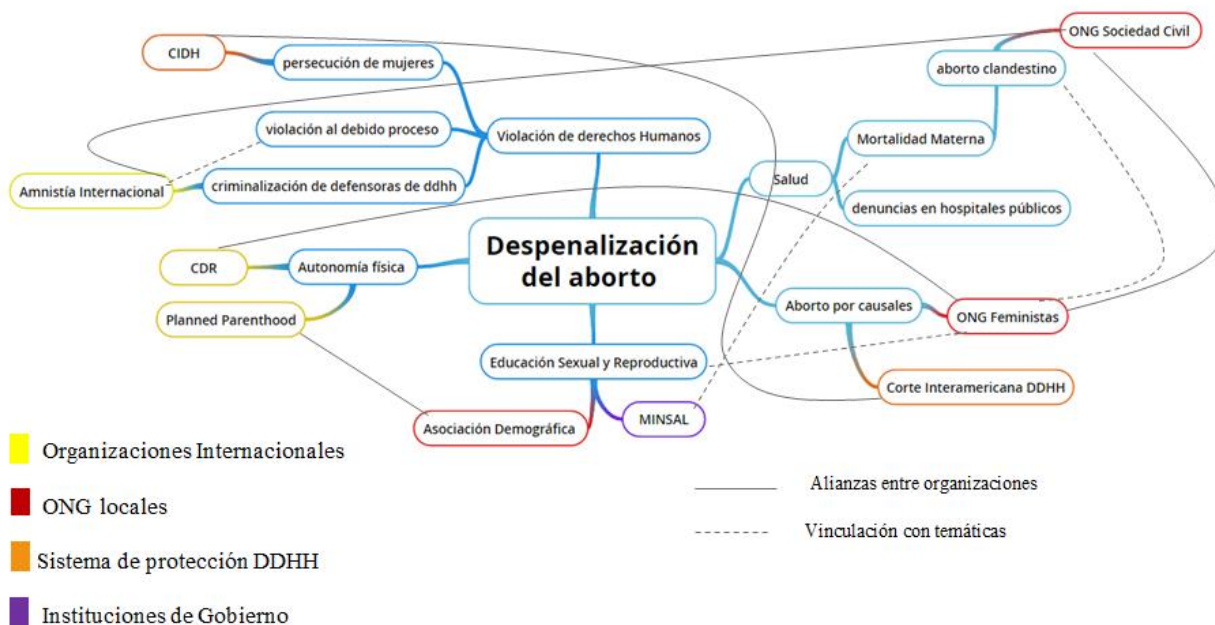 CIDH
persecución de mujeres
violación al debido proceso
Amnistía Internacional
criminalización de defensoras de ddhh
Violación de derechos Humanos
CDR
Autonomía física
Planned Parenthood
Despenalización
del aborto
Educación Sexual y Reproductiva
Asociación Demográfica
MINSAL
ONG Sociedad Civil
aborto clandestino
Mortalidad Materna
Salud
denuncias en hospitales públicos
Aborto por causales
ONG Feministas
Corte Interamericana DDHH
Organizaciones Internacionales
ONG locales
Sistema de protección DDHH
Instituciones de Gobierno
Alianzas entre organizaciones
Vinculación con temáticas